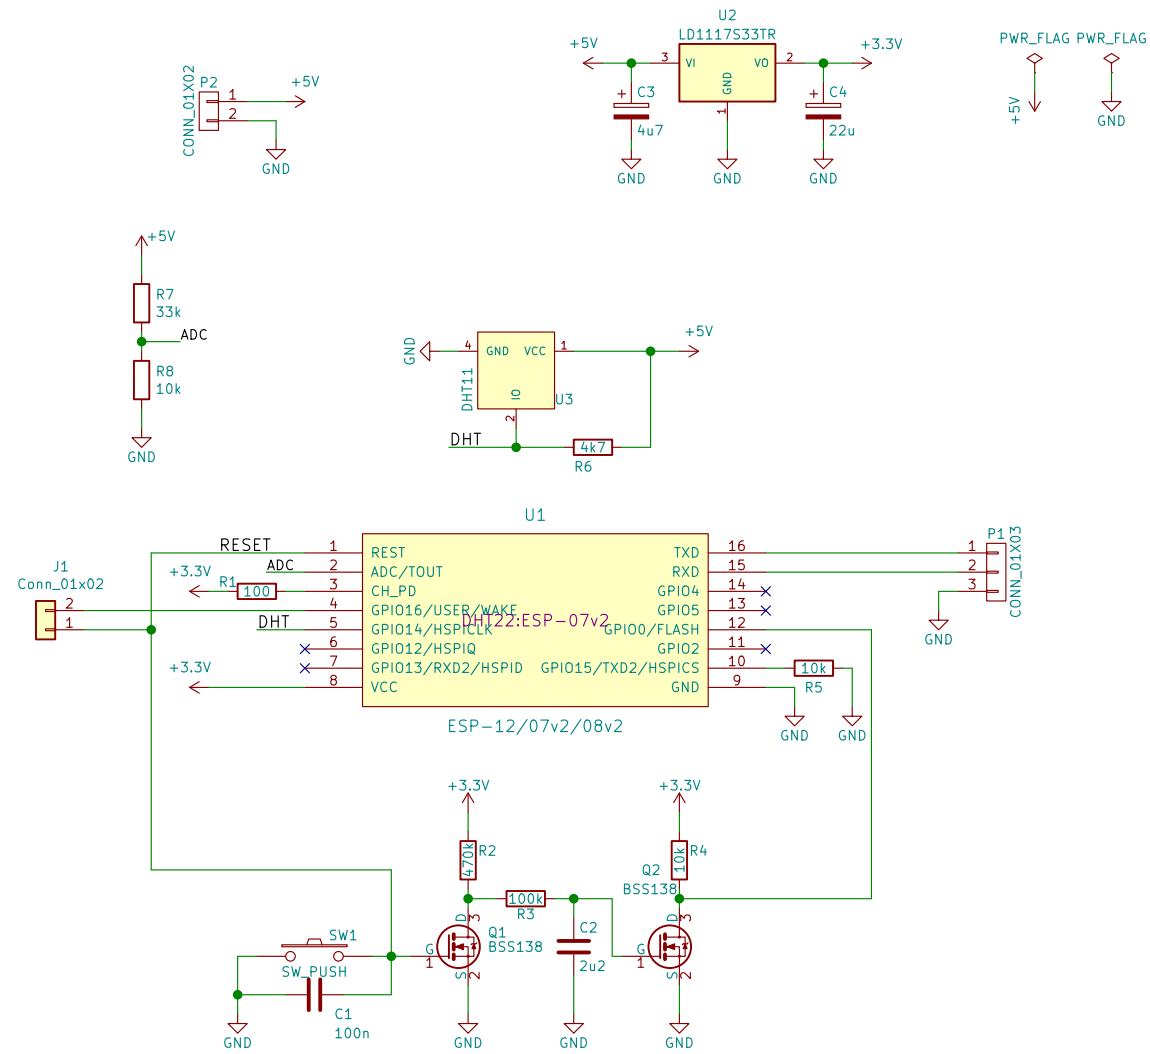 U2
LD1117S33TR
+5V
3
VI
VO
2
+3.3V
GND
1
+
C3
4u7
+
C4
22u
GND
GND
GND
PWR_FLAG
PWR_FLAG
+5V
GND
P2
CONN_01X02
1
2
+5V
GND
+5V
R7
33k
ADC
R8
10k
GND
GND
4
GND
VCC
1
+5V
DHT11
IO
U3
2
DHT
4k7
R6
U1
RESET
1
REST
TXD
16
ADC
2
ADC/TOUT
RXD
15
+3.3V
R1
100
3
CH_PD
GPIO4
14
4
GPIO16/USER/WAKE
GPIO5
13
DHT22:ESP-07v2
DHT
5
GPIO14/HSPICLK
GPIO0/FLASH
12
6
GPIO12/HSPIQ
GPIO2
11
+3.3V
7
GPIO13/RXD2/HSPID
GPIO15/TXD2/HSPICS
10
10k
R5
8
VCC
GND
9
GND
GND
ESP-12/07v2/08v2
J1
Conn_01x02
2
1
P1
CONN_01X03
1
2
3
GND
+3.3V
470k
R2
+3.3V
10k
R4
Q2
BSS138
100k
R3
D
3
Q1
BSS138
G
1
S
2
C2
2u2
D
3
G
1
S
2
SW1
SW_PUSH
C1
100n
GND
GND
GND
GND